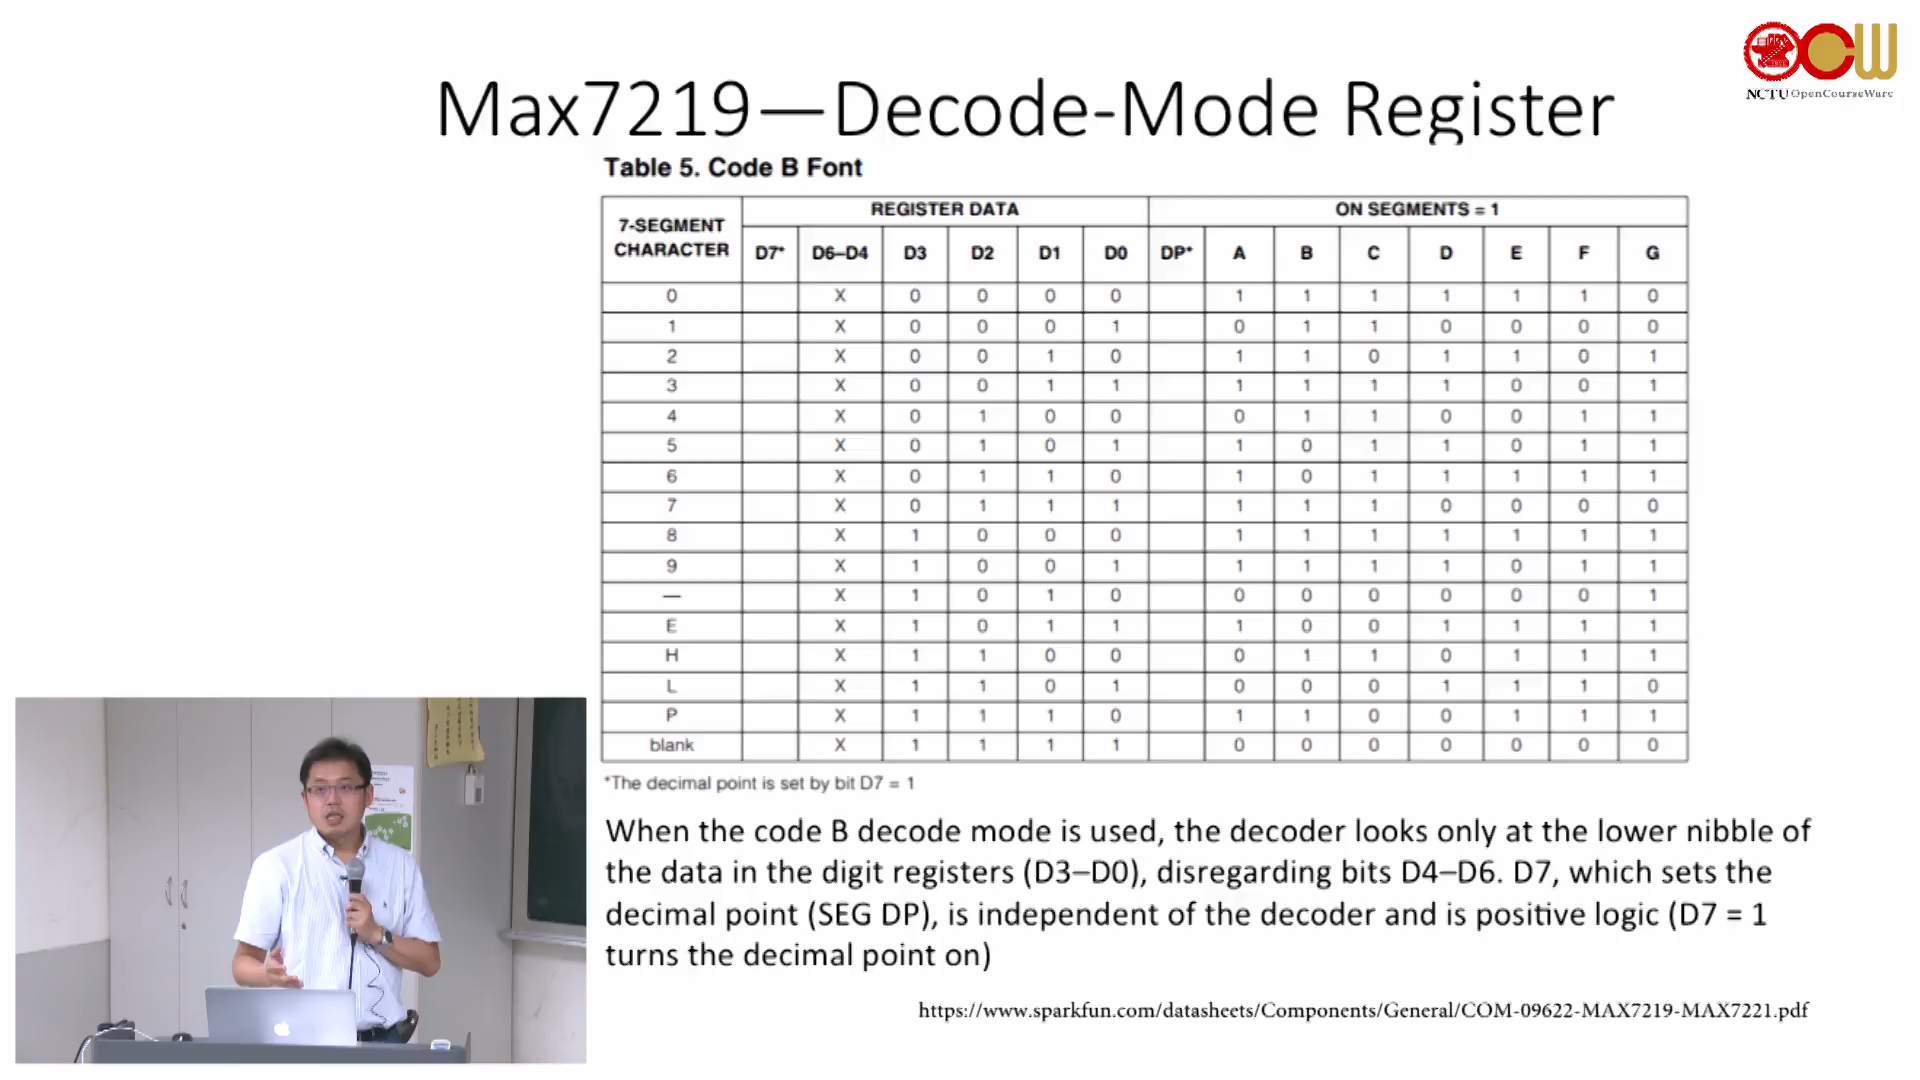 NCTU OpenCourseWare
Max7219—Decode-Mode Register
Table 5. Code B Font
7-SEGMENT CHARACTER REGISTER DATA ON SEGMENTS = 1
D7* D6–D4 D3 D2 D1 D0 DP* A B C D E F G
0 X 0 0 0 0 1 1 1 1 1 1 0
1 X 0 0 0 1 0 1 1 0 0 0 0
2 X 0 0 1 0 1 1 0 1 1 0 1
3 X 0 0 1 1 1 1 1 1 0 0 1
4 X 0 1 0 0 0 1 1 0 0 1 1
5 X 0 1 0 1 1 0 1 1 0 1 1
6 X 0 1 1 0 1 0 1 1 1 1 1
7 X 0 1 1 1 1 1 1 0 0 0 0
8 X 1 0 0 0 1 1 1 1 1 1 1
9 X 1 0 0 1 1 1 1 1 0 1 1
— X 1 0 1 0 0 0 0 0 0 0 1
E X 1 0 1 1 1 0 0 1 1 1 1
H X 1 1 0 0 0 1 1 0 1 1 1
L X 1 1 0 1 0 0 0 1 1 1 0
P X 1 1 1 0 1 1 0 0 1 1 1
blank X 1 1 1 1 0 0 0 0 0 0 0
*The decimal point is set by bit D7 = 1
When the code B decode mode is used, the decoder looks only at the lower nibble of
the data in the digit registers (D3–D0), disregarding bits D4–D6. D7, which sets the
decimal point (SEG DP), is independent of the decoder and is positive logic (D7 = 1
turns the decimal point on)
https://www.sparkfun.com/datasheets/Components/General/COM-09622-MAX7219-MAX7221.pdf